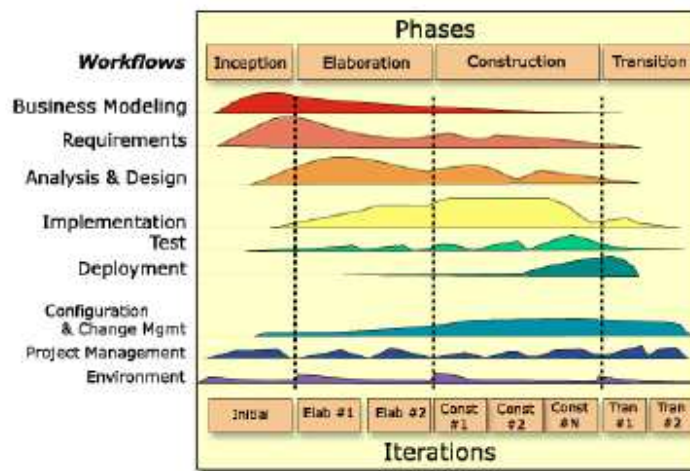 Phases
Workflows
Inception
Elaboration
Construction
Transition
Business Modeling
Requirements
Analysis & Design
Implementation
Test
Deployment
Configuration
& Change Mgmt
Project Management
Environment
Initial
Elab #1
Elab #2
Const
#1
Const
#2
Const
#N
Tran
#1
Tran
#2
Iterations